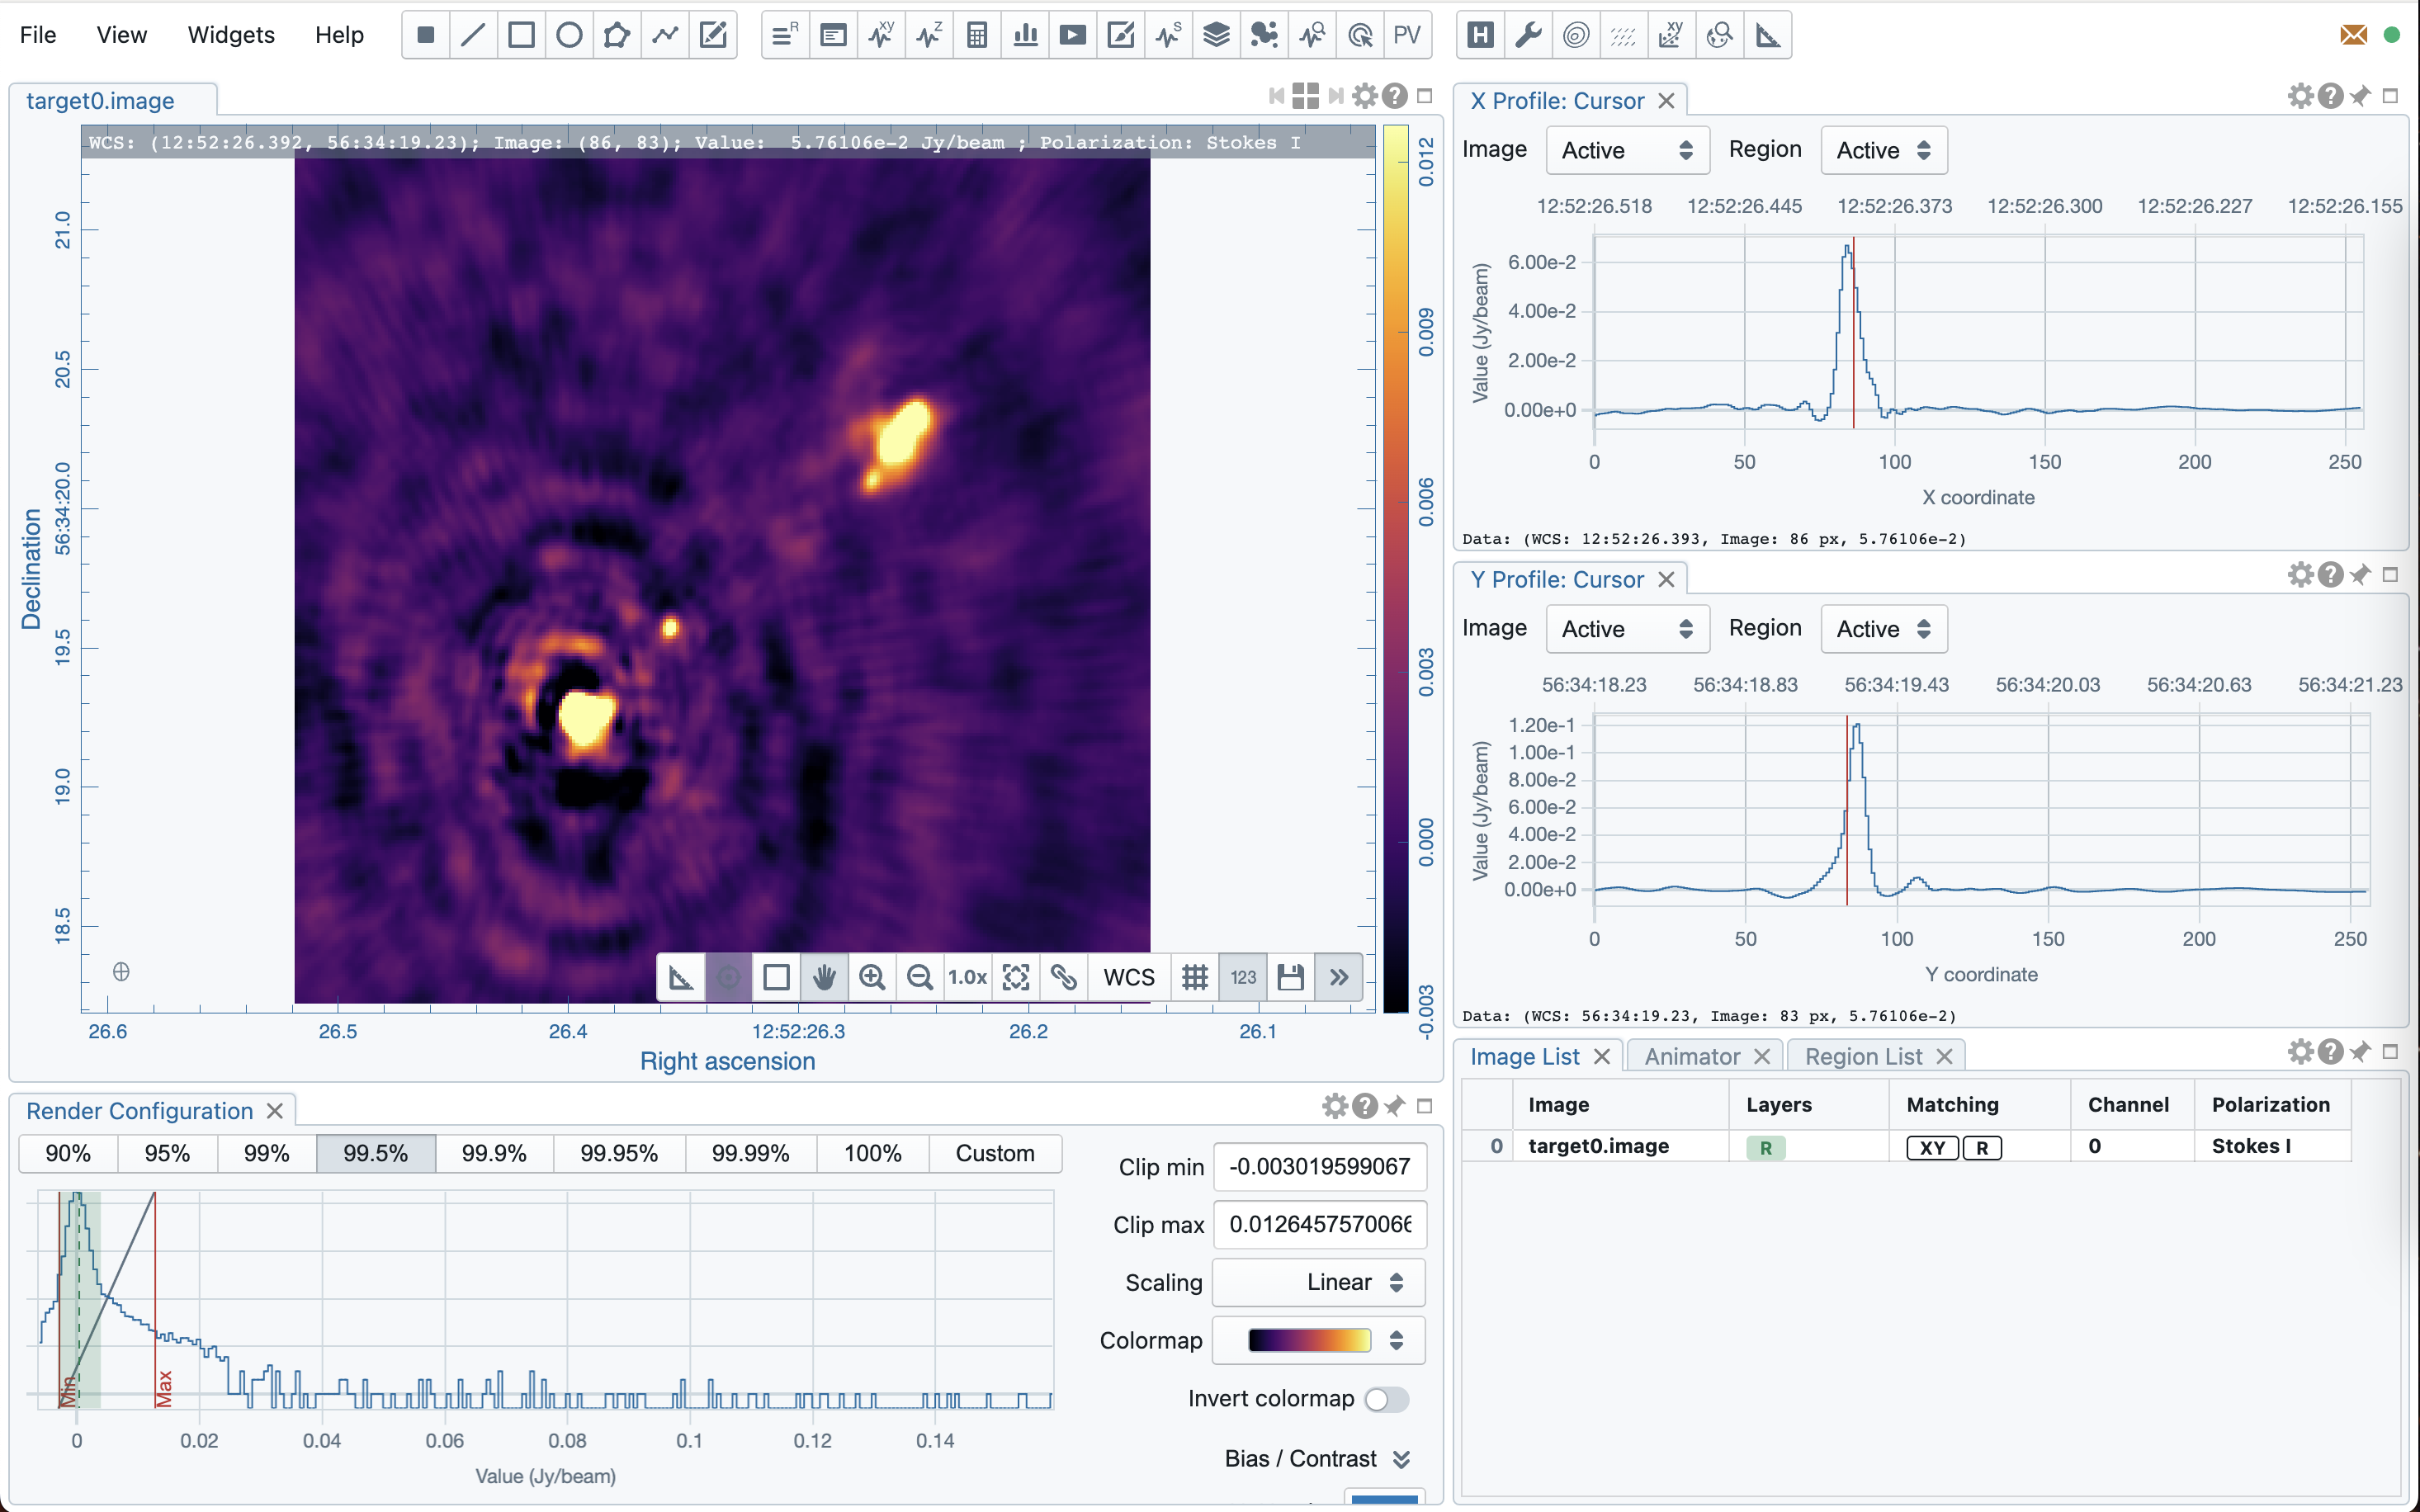 File View Widgets Help
R XY Z S PV H XY
target0.image
WCS: (12:52:26.392, 56:34:19.23); Image: (86, 83); Value:  5.76106e-2 Jy/beam ; Polarization: Stokes I
Declination
21.0
20.5
56:34:20.0
19.5
19.0
18.5
26.6 26.5 26.4 12:52:26.3 26.2 26.1
Right ascension
0.012
0.009
0.006
0.003
0.000
-0.003
1.0x WCS 123
Render Configuration
90% 95% 99% 99.5% 99.9% 99.95% 99.99% 100% Custom
Min Max
0 0.02 0.04 0.06 0.08 0.1 0.12 0.14
Value (Jy/beam)
Clip min -0.003019599067
Clip max 0.0126457570066
Scaling Linear
Colormap
Invert colormap
Bias / Contrast
X Profile: Cursor
Image Active Region Active
12:52:26.518 12:52:26.445 12:52:26.373 12:52:26.300 12:52:26.227 12:52:26.155
Value (Jy/beam)
6.00e-2
4.00e-2
2.00e-2
0.00e+0
0 50 100 150 200 250
X coordinate
Data: (WCS: 12:52:26.393, Image: 86 px, 5.76106e-2)
Y Profile: Cursor
Image Active Region Active
56:34:18.23 56:34:18.83 56:34:19.43 56:34:20.03 56:34:20.63 56:34:21.23
Value (Jy/beam)
1.20e-1
1.00e-1
8.00e-2
6.00e-2
4.00e-2
2.00e-2
0.00e+0
0 50 100 150 200 250
Y coordinate
Data: (WCS: 56:34:19.23, Image: 83 px, 5.76106e-2)
Image List Animator Region List
Image Layers Matching Channel Polarization
0 target0.image R XY R 0 Stokes I